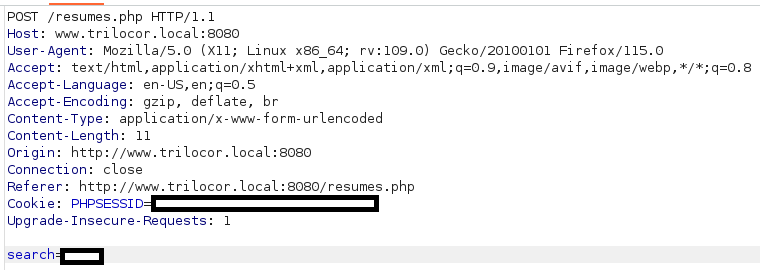 POST /resumes.php HTTP/1.1
Host: www.trilocor.local:8080
User-Agent: Mozilla/5.0 (X11; Linux x86_64; rv:109.0) Gecko/20100101 Firefox/115.0
Accept: text/html,application/xhtml+xml,application/xml;q=0.9,image/avif,image/webp,*/*;q=0.8
Accept-Language: en-US,en;q=0.5
Accept-Encoding: gzip, deflate, br
Content-Type: application/x-www-form-urlencoded
Content-Length: 11
Origin: http://www.trilocor.local:8080
Connection: close
Referer: http://www.trilocor.local:8080/resumes.php
Cookie: PHPSESSID=
Upgrade-Insecure-Requests: 1
search=